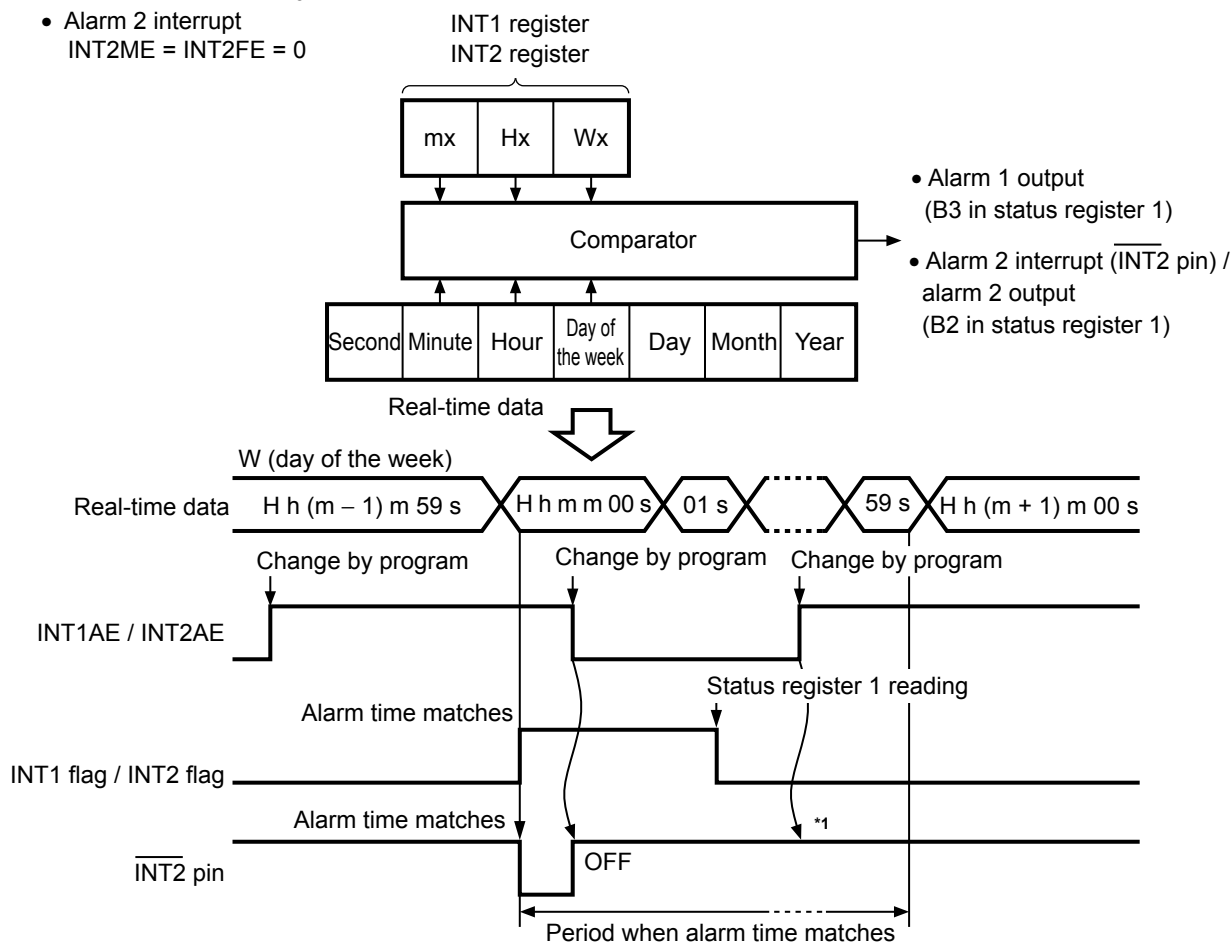 • Alarm 2 interrupt
INT2ME = INT2FE = 0
INT1 register
INT2 register
mx Hx Wx
Comparator
• Alarm 1 output
(B3 in status register 1)
• Alarm 2 interrupt (INT2 pin) /
alarm 2 output
(B2 in status register 1)
Second Minute Hour Day of the week Day Month Year
Real-time data
W (day of the week)
Real-time data H h (m − 1) m 59 s H h m m 00 s 01 s 59 s H h (m + 1) m 00 s
Change by program Change by program Change by program
INT1AE / INT2AE
Status register 1 reading
Alarm time matches
INT1 flag / INT2 flag
Alarm time matches *1
OFF
INT2 pin
Period when alarm time matches